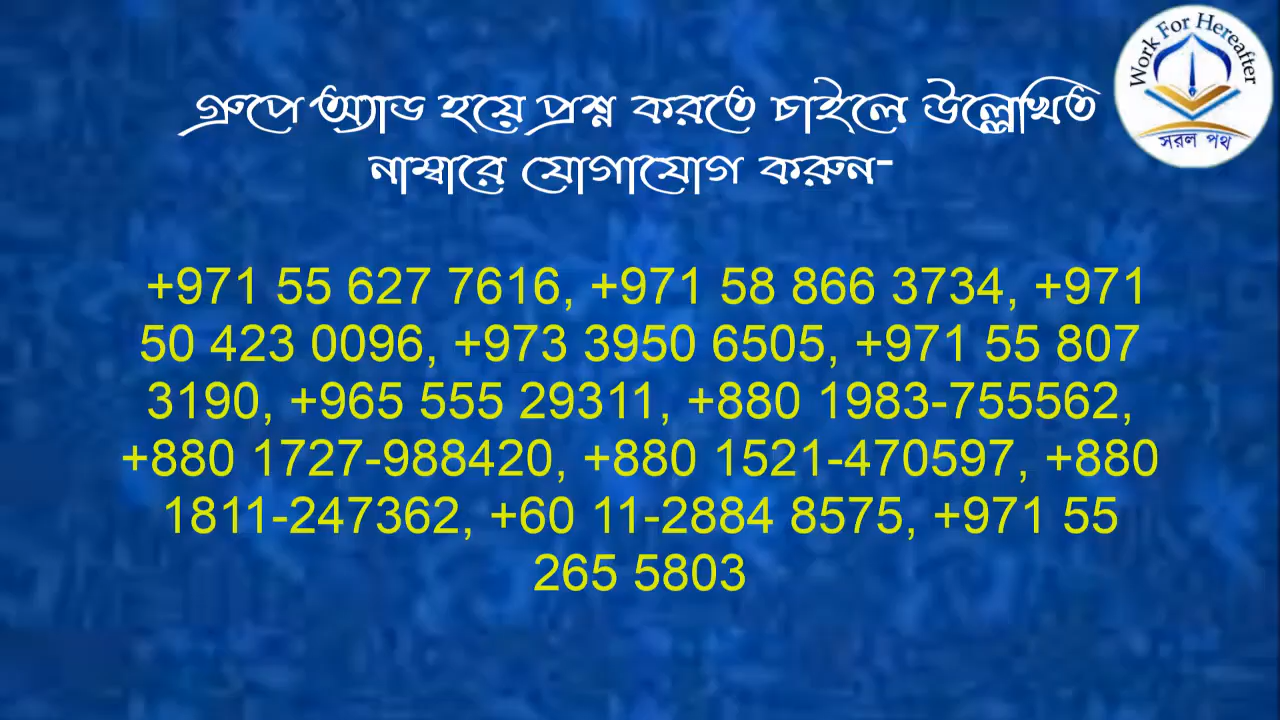 Work For Hereafter
সরল পথ
গ্রুপে অ্যাড হয়ে প্রশ্ন করতে চাইলে উল্লেখিত
নাম্বারে যোগাযোগ করুন-
+971 55 627 7616, +971 58 866 3734, +971
50 423 0096, +973 3950 6505, +971 55 807
3190, +965 555 29311, +880 1983-755562,
+880 1727-988420, +880 1521-470597, +880
1811-247362, +60 11-2884 8575, +971 55
265 5803